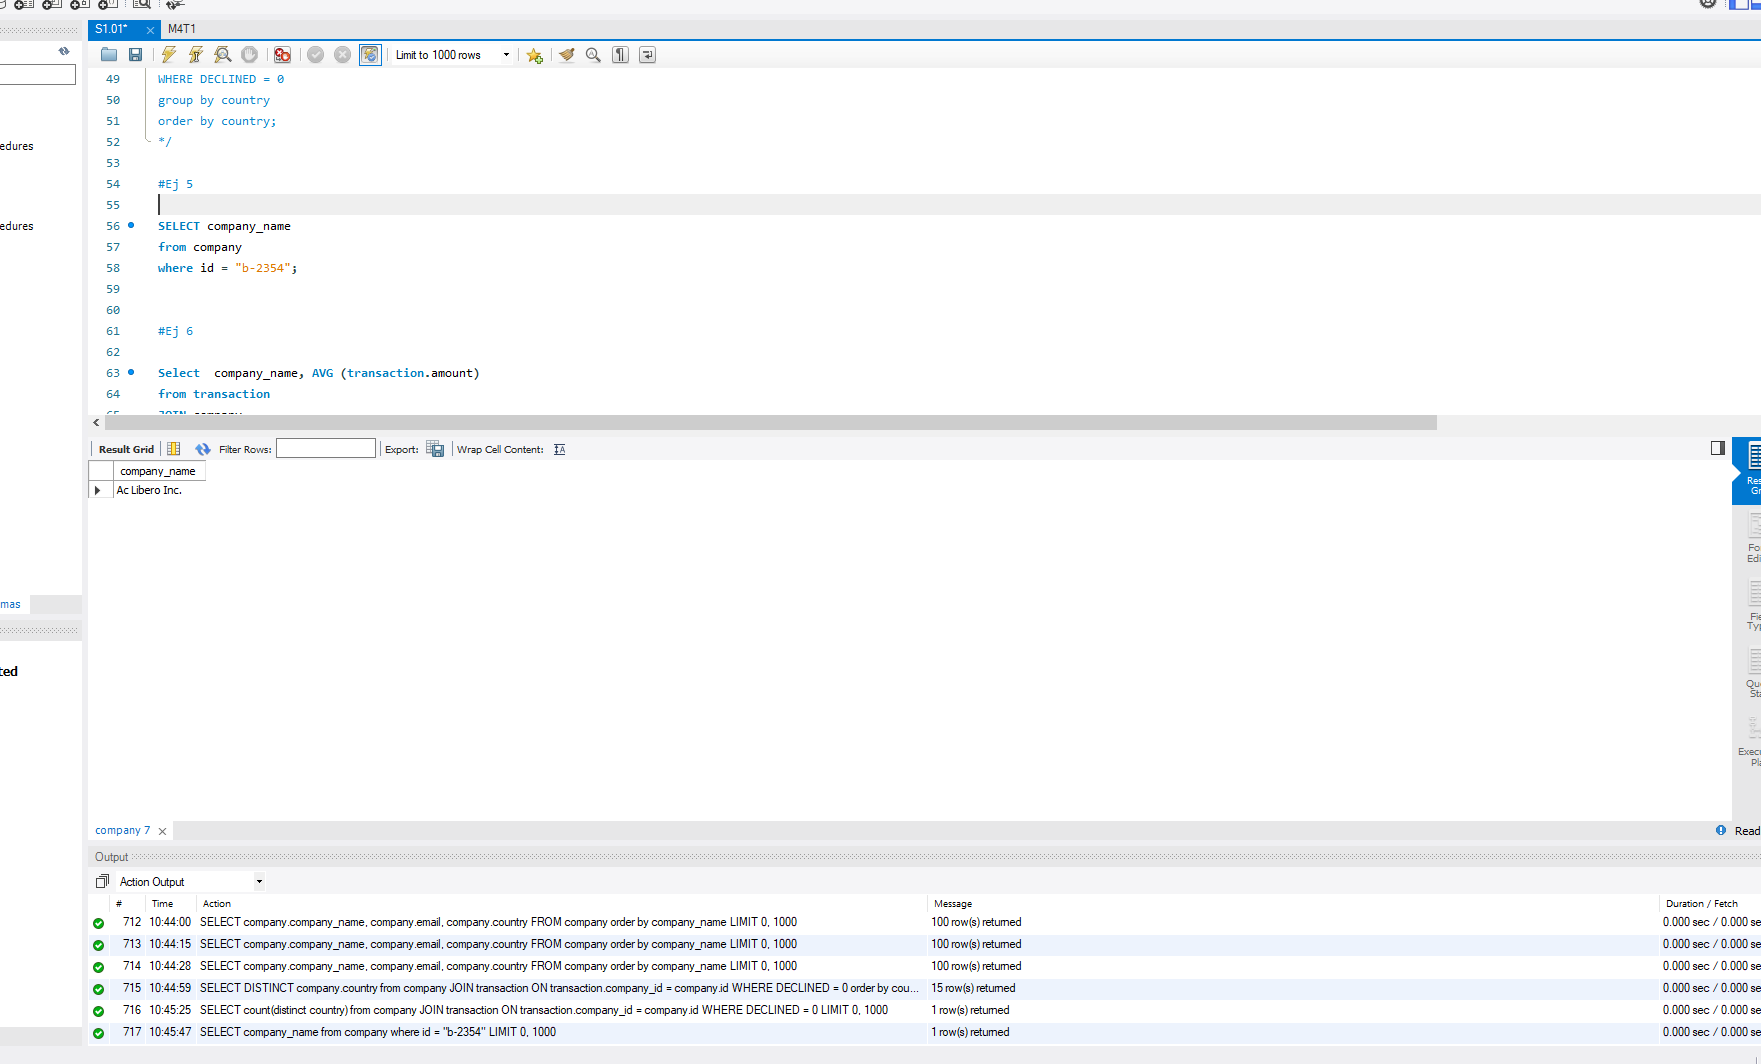 S1.01*
M4T1
Limit to 1000 rows
49 WHERE DECLINED = 0
50 group by country
51 order by country;
52 */
53
54 #Ej 5
55
56 SELECT company_name
57 from company
58 where id = "b-2354";
59
60
61 #Ej 6
62
63 Select  company_name, AVG (transaction.amount)
64 from transaction
65 JOIN company
edures
edures
mas
ted
Result Grid
Filter Rows:
Export:
Wrap Cell Content:
company_name
Ac Libero Inc.
Res
Gr
Fo
Edi
Fie
Typ
Que
Sta
Execu
Pla
company 7
Read
Output
Action Output
# Time Action Message Duration / Fetch
712 10:44:00 SELECT company.company_name, company.email, company.country FROM company order by company_name LIMIT 0, 1000 100 row(s) returned 0.000 sec / 0.000 se
713 10:44:15 SELECT company.company_name, company.email, company.country FROM company order by company_name LIMIT 0, 1000 100 row(s) returned 0.000 sec / 0.000 se
714 10:44:28 SELECT company.company_name, company.email, company.country FROM company order by company_name LIMIT 0, 1000 100 row(s) returned 0.000 sec / 0.000 se
715 10:44:59 SELECT DISTINCT company.country from company JOIN transaction ON transaction.company_id = company.id WHERE DECLINED = 0 order by cou... 15 row(s) returned 0.000 sec / 0.000 se
716 10:45:25 SELECT count(distinct country) from company JOIN transaction ON transaction.company_id = company.id WHERE DECLINED = 0 LIMIT 0, 1000 1 row(s) returned 0.000 sec / 0.000 se
717 10:45:47 SELECT company_name from company where id = "b-2354" LIMIT 0, 1000 1 row(s) returned 0.000 sec / 0.000 se